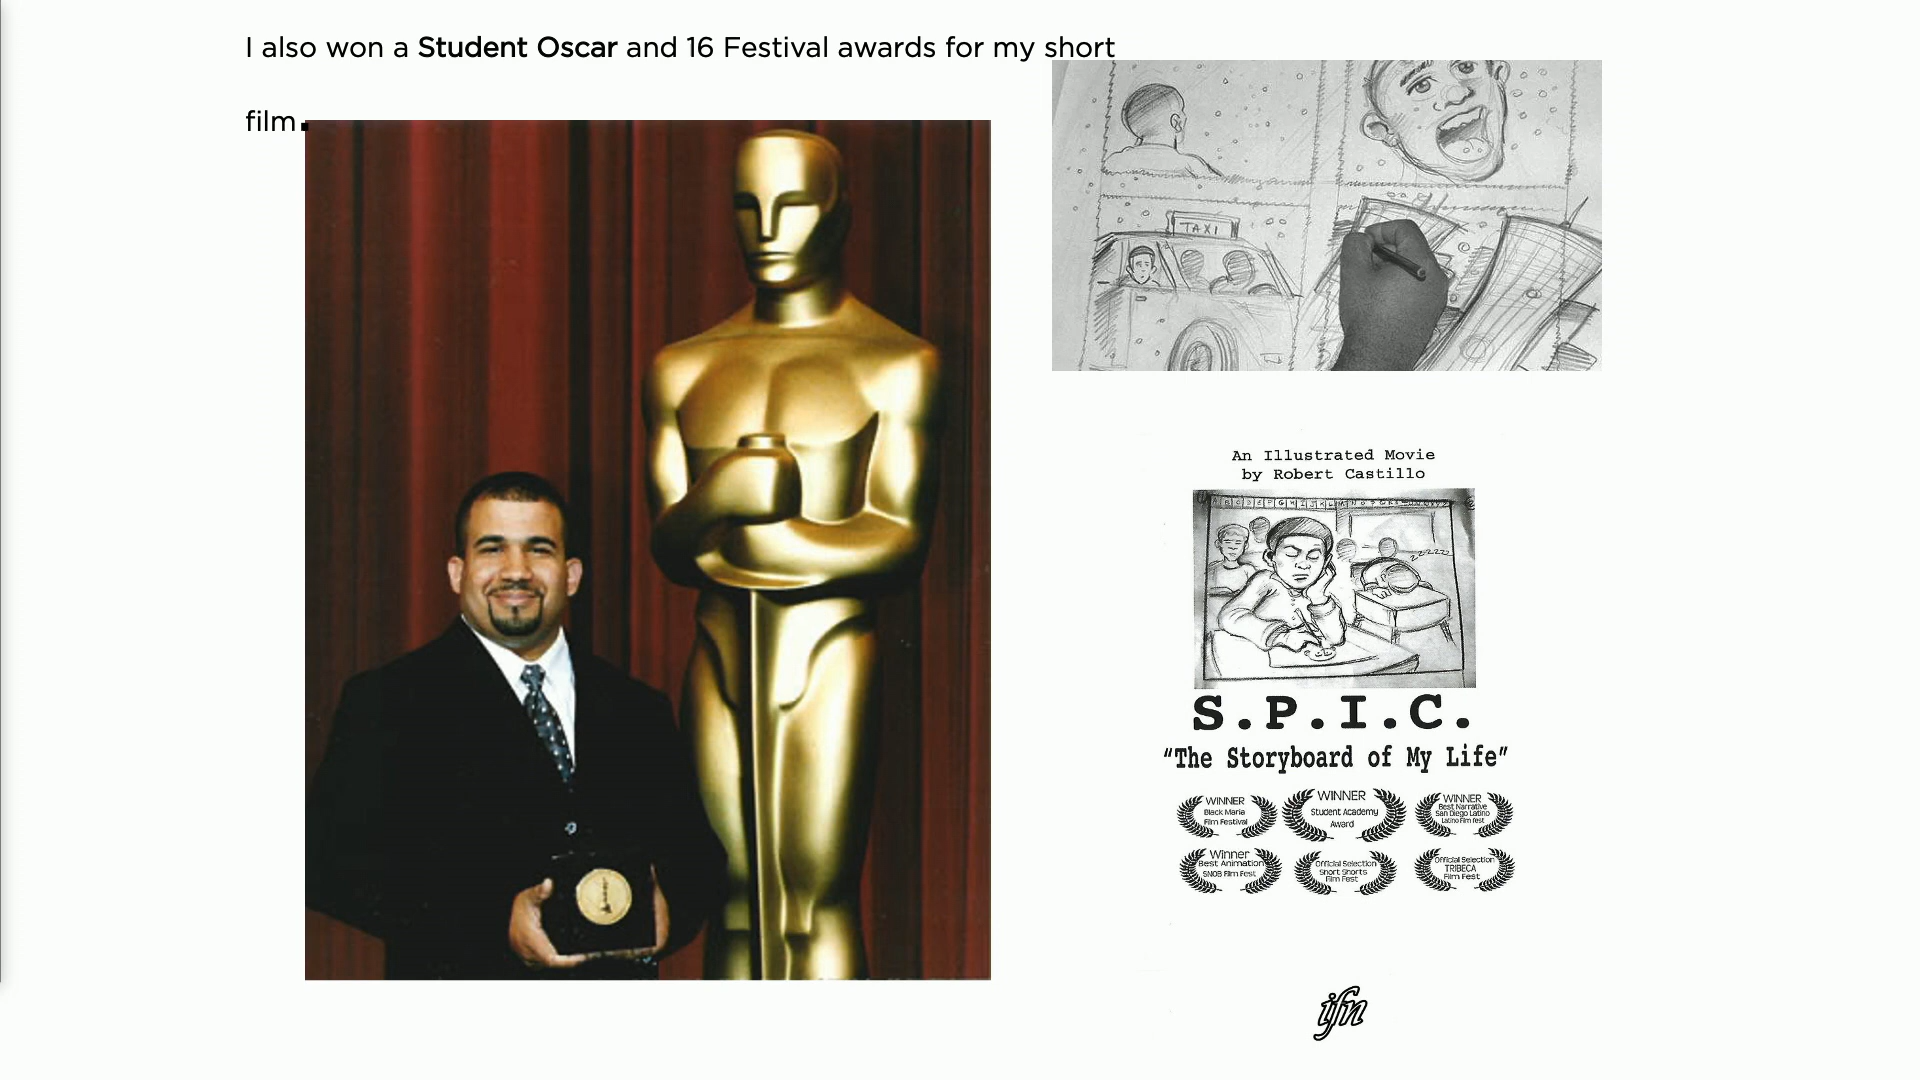 I also won a Student Oscar and 16 Festival awards for my short
film.
TAXI
An Illustrated Movie
by Robert Castillo
zzzzzz
S.P.I.C.
“The Storyboard of My Life”
WINNER
Black Maria
Film Festival
WINNER
Student Academy
Award
WINNER
Best Narrative
San Diego Latino
Latino Film fest
Winner
Best Animation
SNOB Film Fest
Official Selection
Short Shorts
Film Fest
Official Selection
TRIBECA
Film Fest
ifn